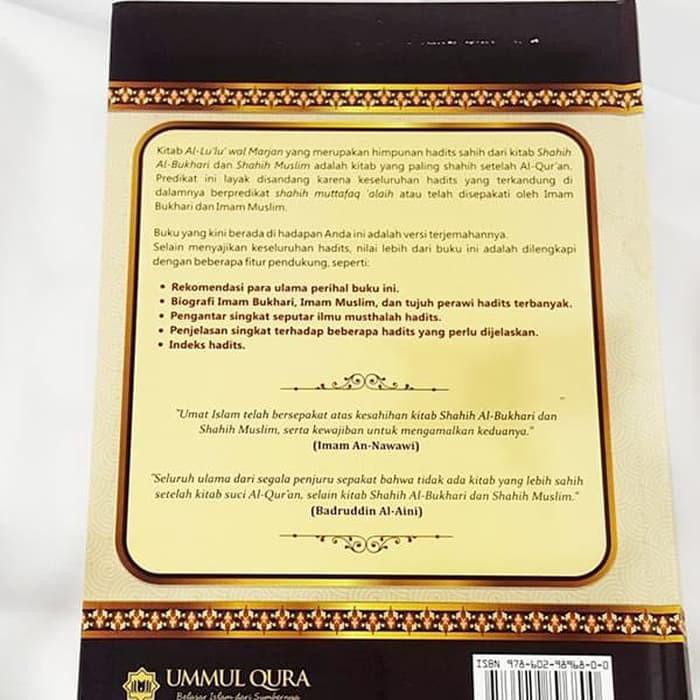 Kitab Al-Lu'lu' wal Marjan yang merupakan himpunan hadits sahih dari kitab Shahih
Al-Bukhari dan Shahih Muslim adalah kitab yang paling shahih setelah Al-Qur'an.
Predikat ini layak disandang karena keseluruhan hadits yang terkandung di
dalamnya berpredikat shahih muttafaq 'alaih atau telah disepakati oleh Imam
Bukhari dan Imam Muslim.
Buku yang kini berada di hadapan Anda ini adalah versi terjemahannya.
Selain menyajikan keseluruhan hadits, nilai lebih dari buku ini adalah dilengkapi
dengan beberapa fitur pendukung, seperti:
• Rekomendasi para ulama perihal buku ini.
• Biografi Imam Bukhari, Imam Muslim, dan tujuh perawi hadits terbanyak.
• Pengantar singkat seputar ilmu musthalah hadits.
• Penjelasan singkat terhadap beberapa hadits yang perlu dijelaskan.
• Indeks hadits.
"Umat Islam telah bersepakat atas kesahihan kitab Shahih Al-Bukhari dan
Shahih Muslim, serta kewajiban untuk mengamalkan keduanya."
(Imam An-Nawawi)
"Seluruh ulama dari segala penjuru sepakat bahwa tidak ada kitab yang lebih sahih
setelah kitab suci Al-Qur'an, selain kitab Shahih Al-Bukhari dan Shahih Muslim."
(Badruddin Al-Aini)
UMMUL QURA
Belajar Islam dari Sumbernya
ISBN 978-602-98968-0-0